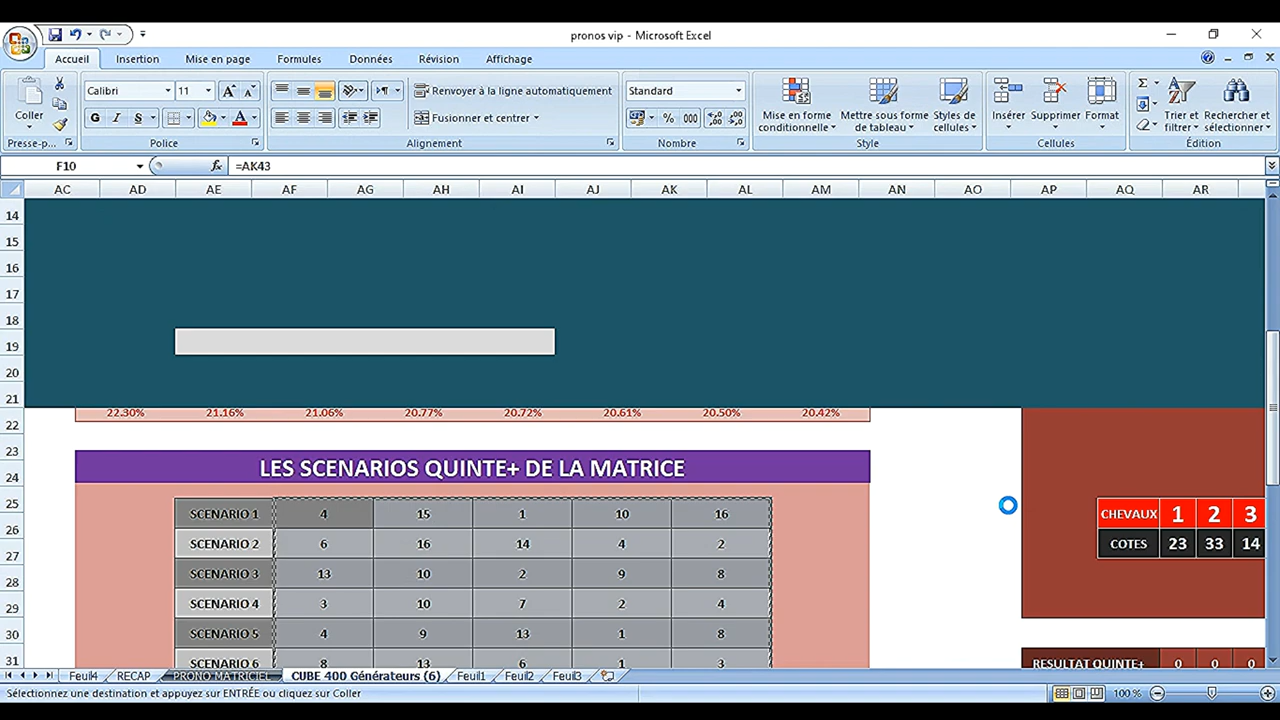 pronos vip - Microsoft Excel
Accueil Insertion Mise en page Formules Données Révision Affichage
Coller
Calibri 11
G I S
Renvoyer à la ligne automatiquement
Fusionner et centrer
Standard
% 000
Mise en forme conditionnelle
Mettre sous forme de tableau
Styles de cellules
Insérer Supprimer Format
Trier et filtrer
Rechercher et sélectionner
Presse-p... Police Alignement Nombre Style Cellules Édition
F10 fx =AK43
AC AD AE AF AG AH AI AJ AK AL AM AN AO AP AQ AR
14
15
16
17
18
19
20
21
22
23
24
25
26
27
28
29
30
31
22.30% 21.16% 21.06% 20.77% 20.72% 20.61% 20.50% 20.42%
LES SCENARIOS QUINTE+ DE LA MATRICE
SCENARIO 1 4 15 1 10 16
SCENARIO 2 6 16 14 4 2
SCENARIO 3 13 10 2 9 8
SCENARIO 4 3 10 7 2 4
SCENARIO 5 4 9 13 1 8
SCENARIO 6 8 13 6 1 3
CHEVAUX 1 2 3
COTES 23 33 14
RESULTAT QUINTE+ 0 0 0
Feuil4 RECAP PRONO MATRICIEL CUBE 400 Générateurs (6) Feuil1 Feuil2 Feuil3
Sélectionnez une destination et appuyez sur ENTRÉE ou cliquez sur Coller
100 %